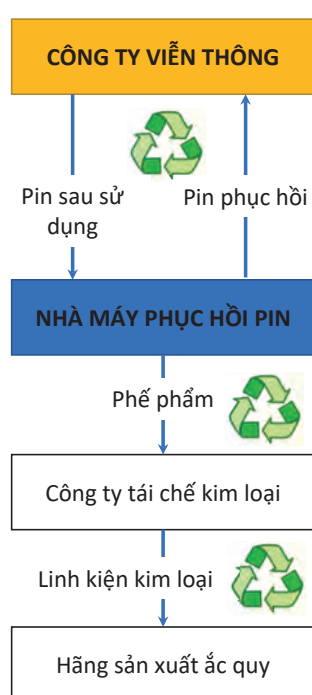 CÔNG TY VIỄN THÔNG
Pin sau sử
dụng
Pin phục hồi
NHÀ MÁY PHỤC HỒI PIN
Phế phẩm
Công ty tái chế kim loại
Linh kiện kim loại
Hãng sản xuất ắc quy